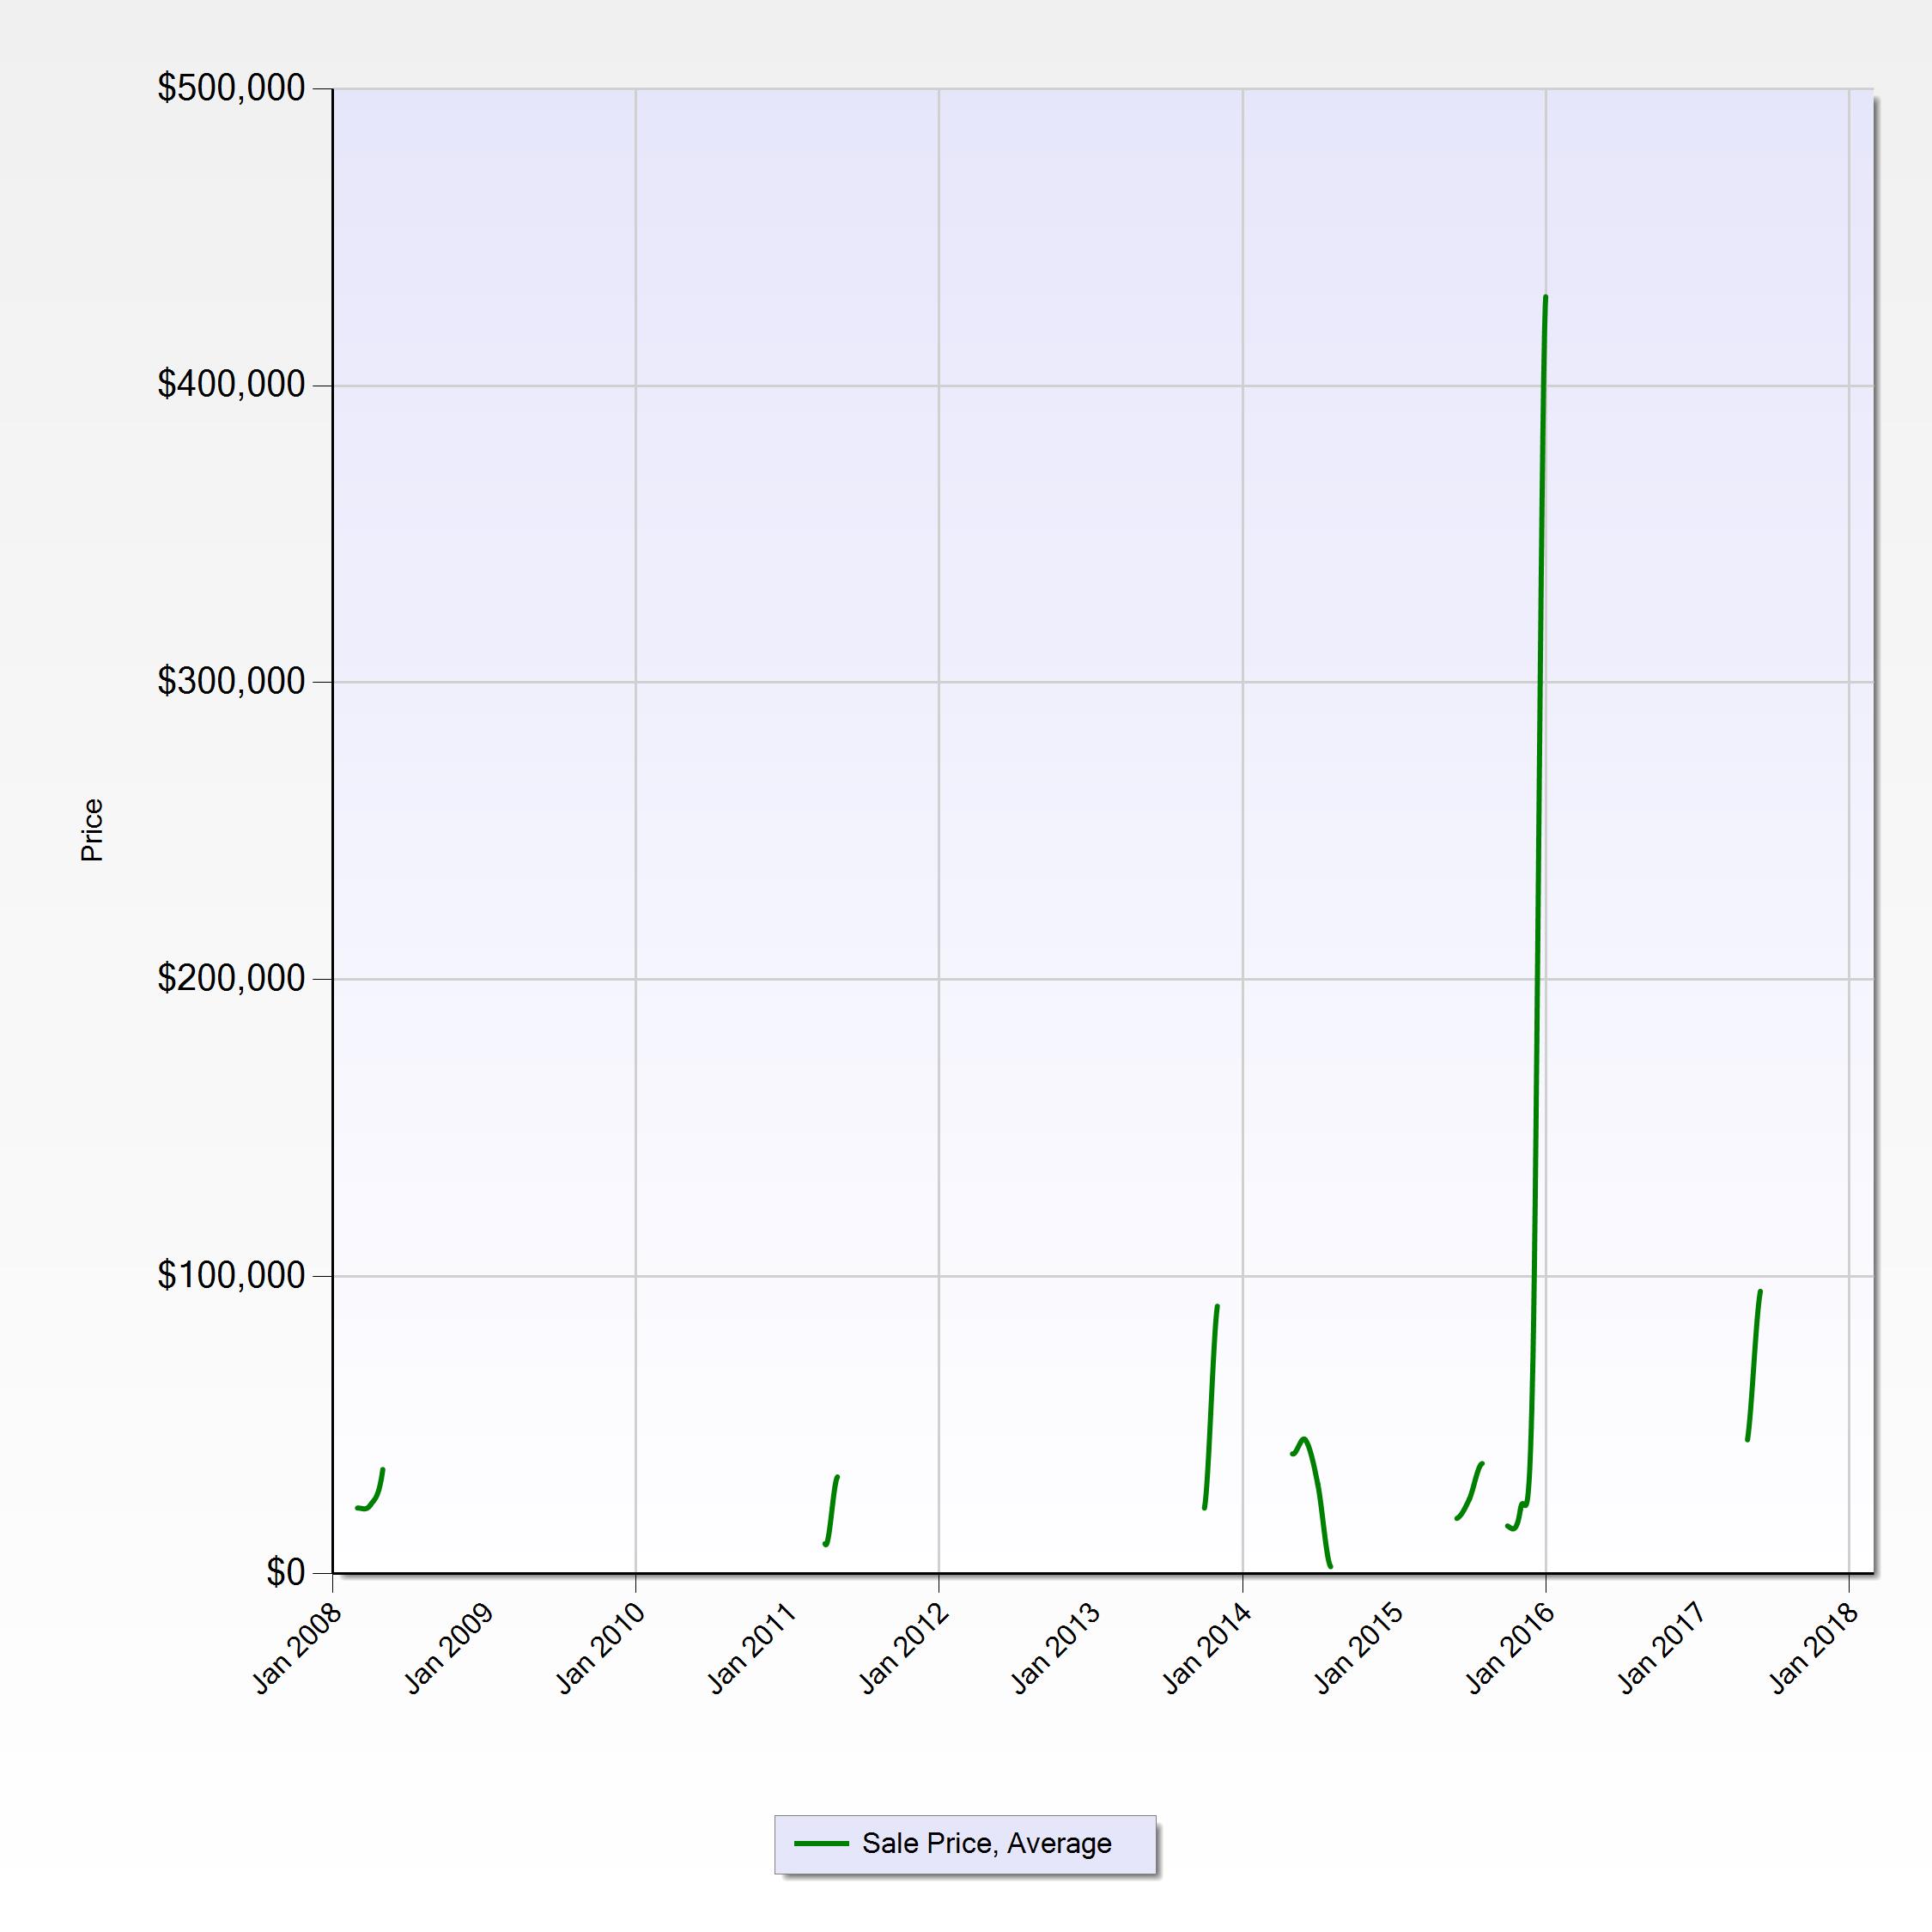 $500,000
$400,000
$300,000
$200,000
$100,000
$0
Price
Jan 2008
Jan 2009
Jan 2010
Jan 2011
Jan 2012
Jan 2013
Jan 2014
Jan 2015
Jan 2016
Jan 2017
Jan 2018
Sale Price, Average